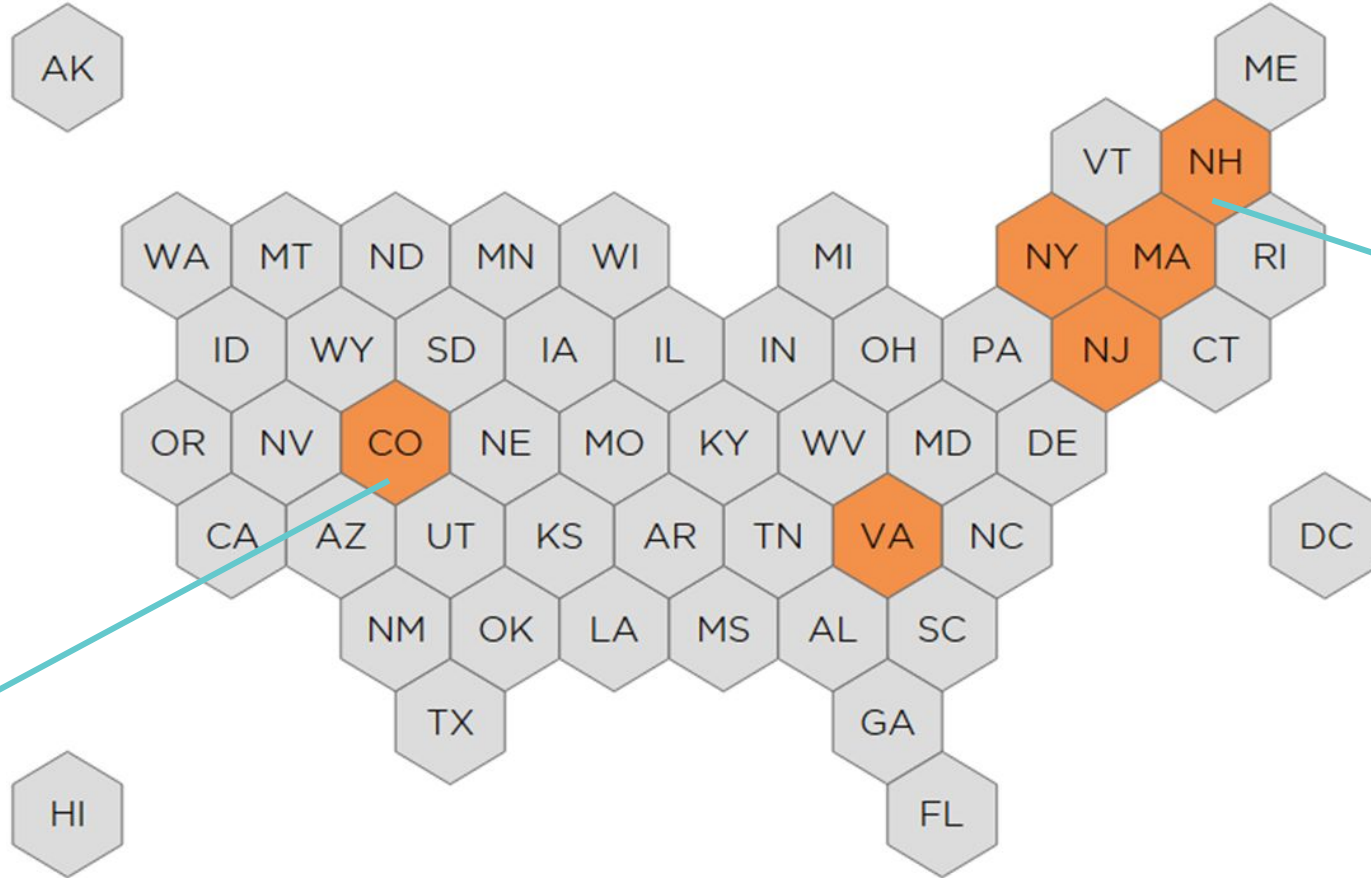 AK
ME
VT NH
WA MT ND MN WI MI NY MA RI
ID WY SD IA IL IN OH PA NJ CT
OR NV CO NE MO KY WV MD DE
CA AZ UT KS AR TN VA NC DC
NM OK LA MS AL SC
TX GA
HI FL